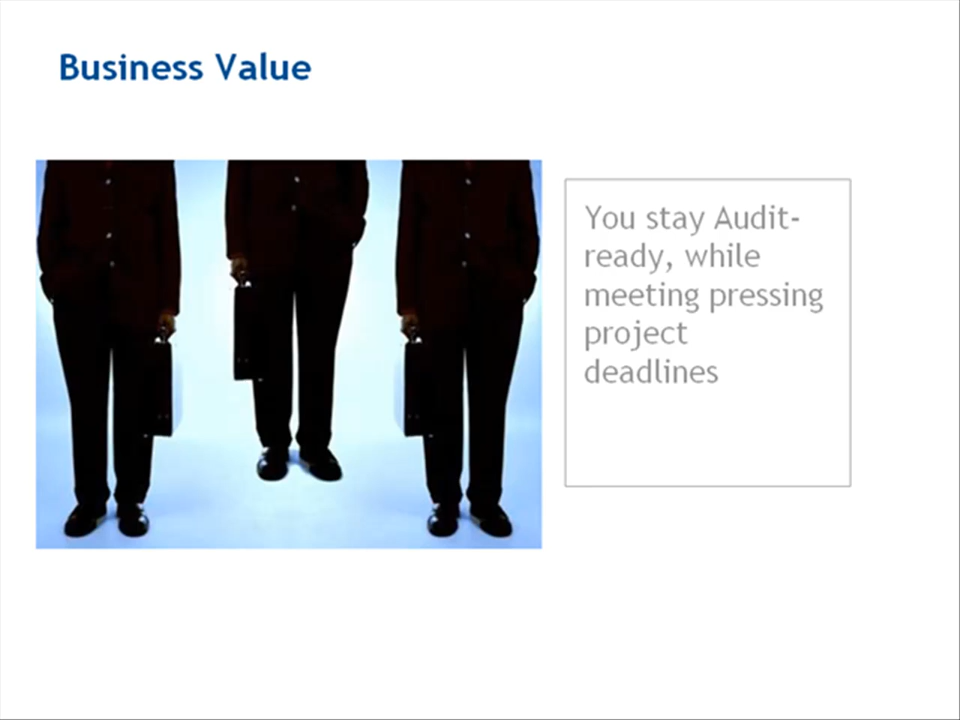 Business Value
You stay Audit-
ready, while
meeting pressing
project
deadlines